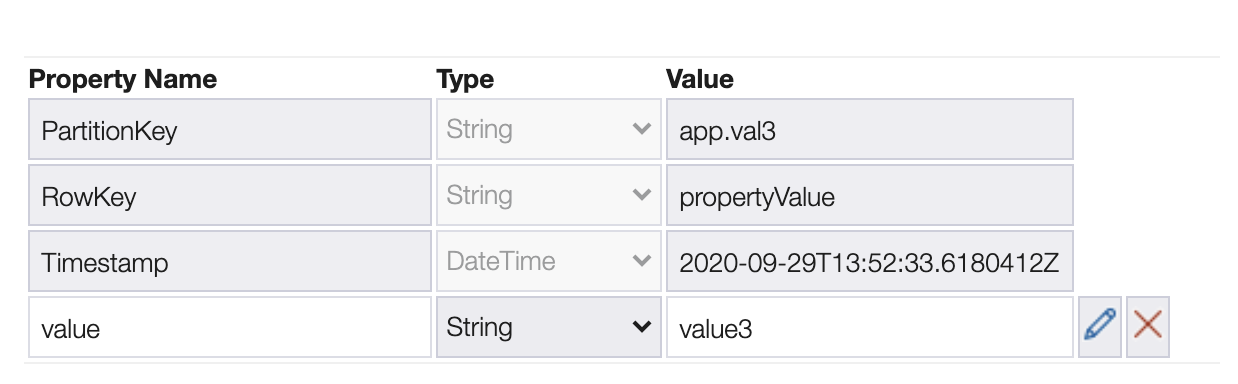 Property Name Type Value
PartitionKey String app.val3
RowKey String propertyValue
Timestamp DateTime 2020-09-29T13:52:33.6180412Z
value String value3